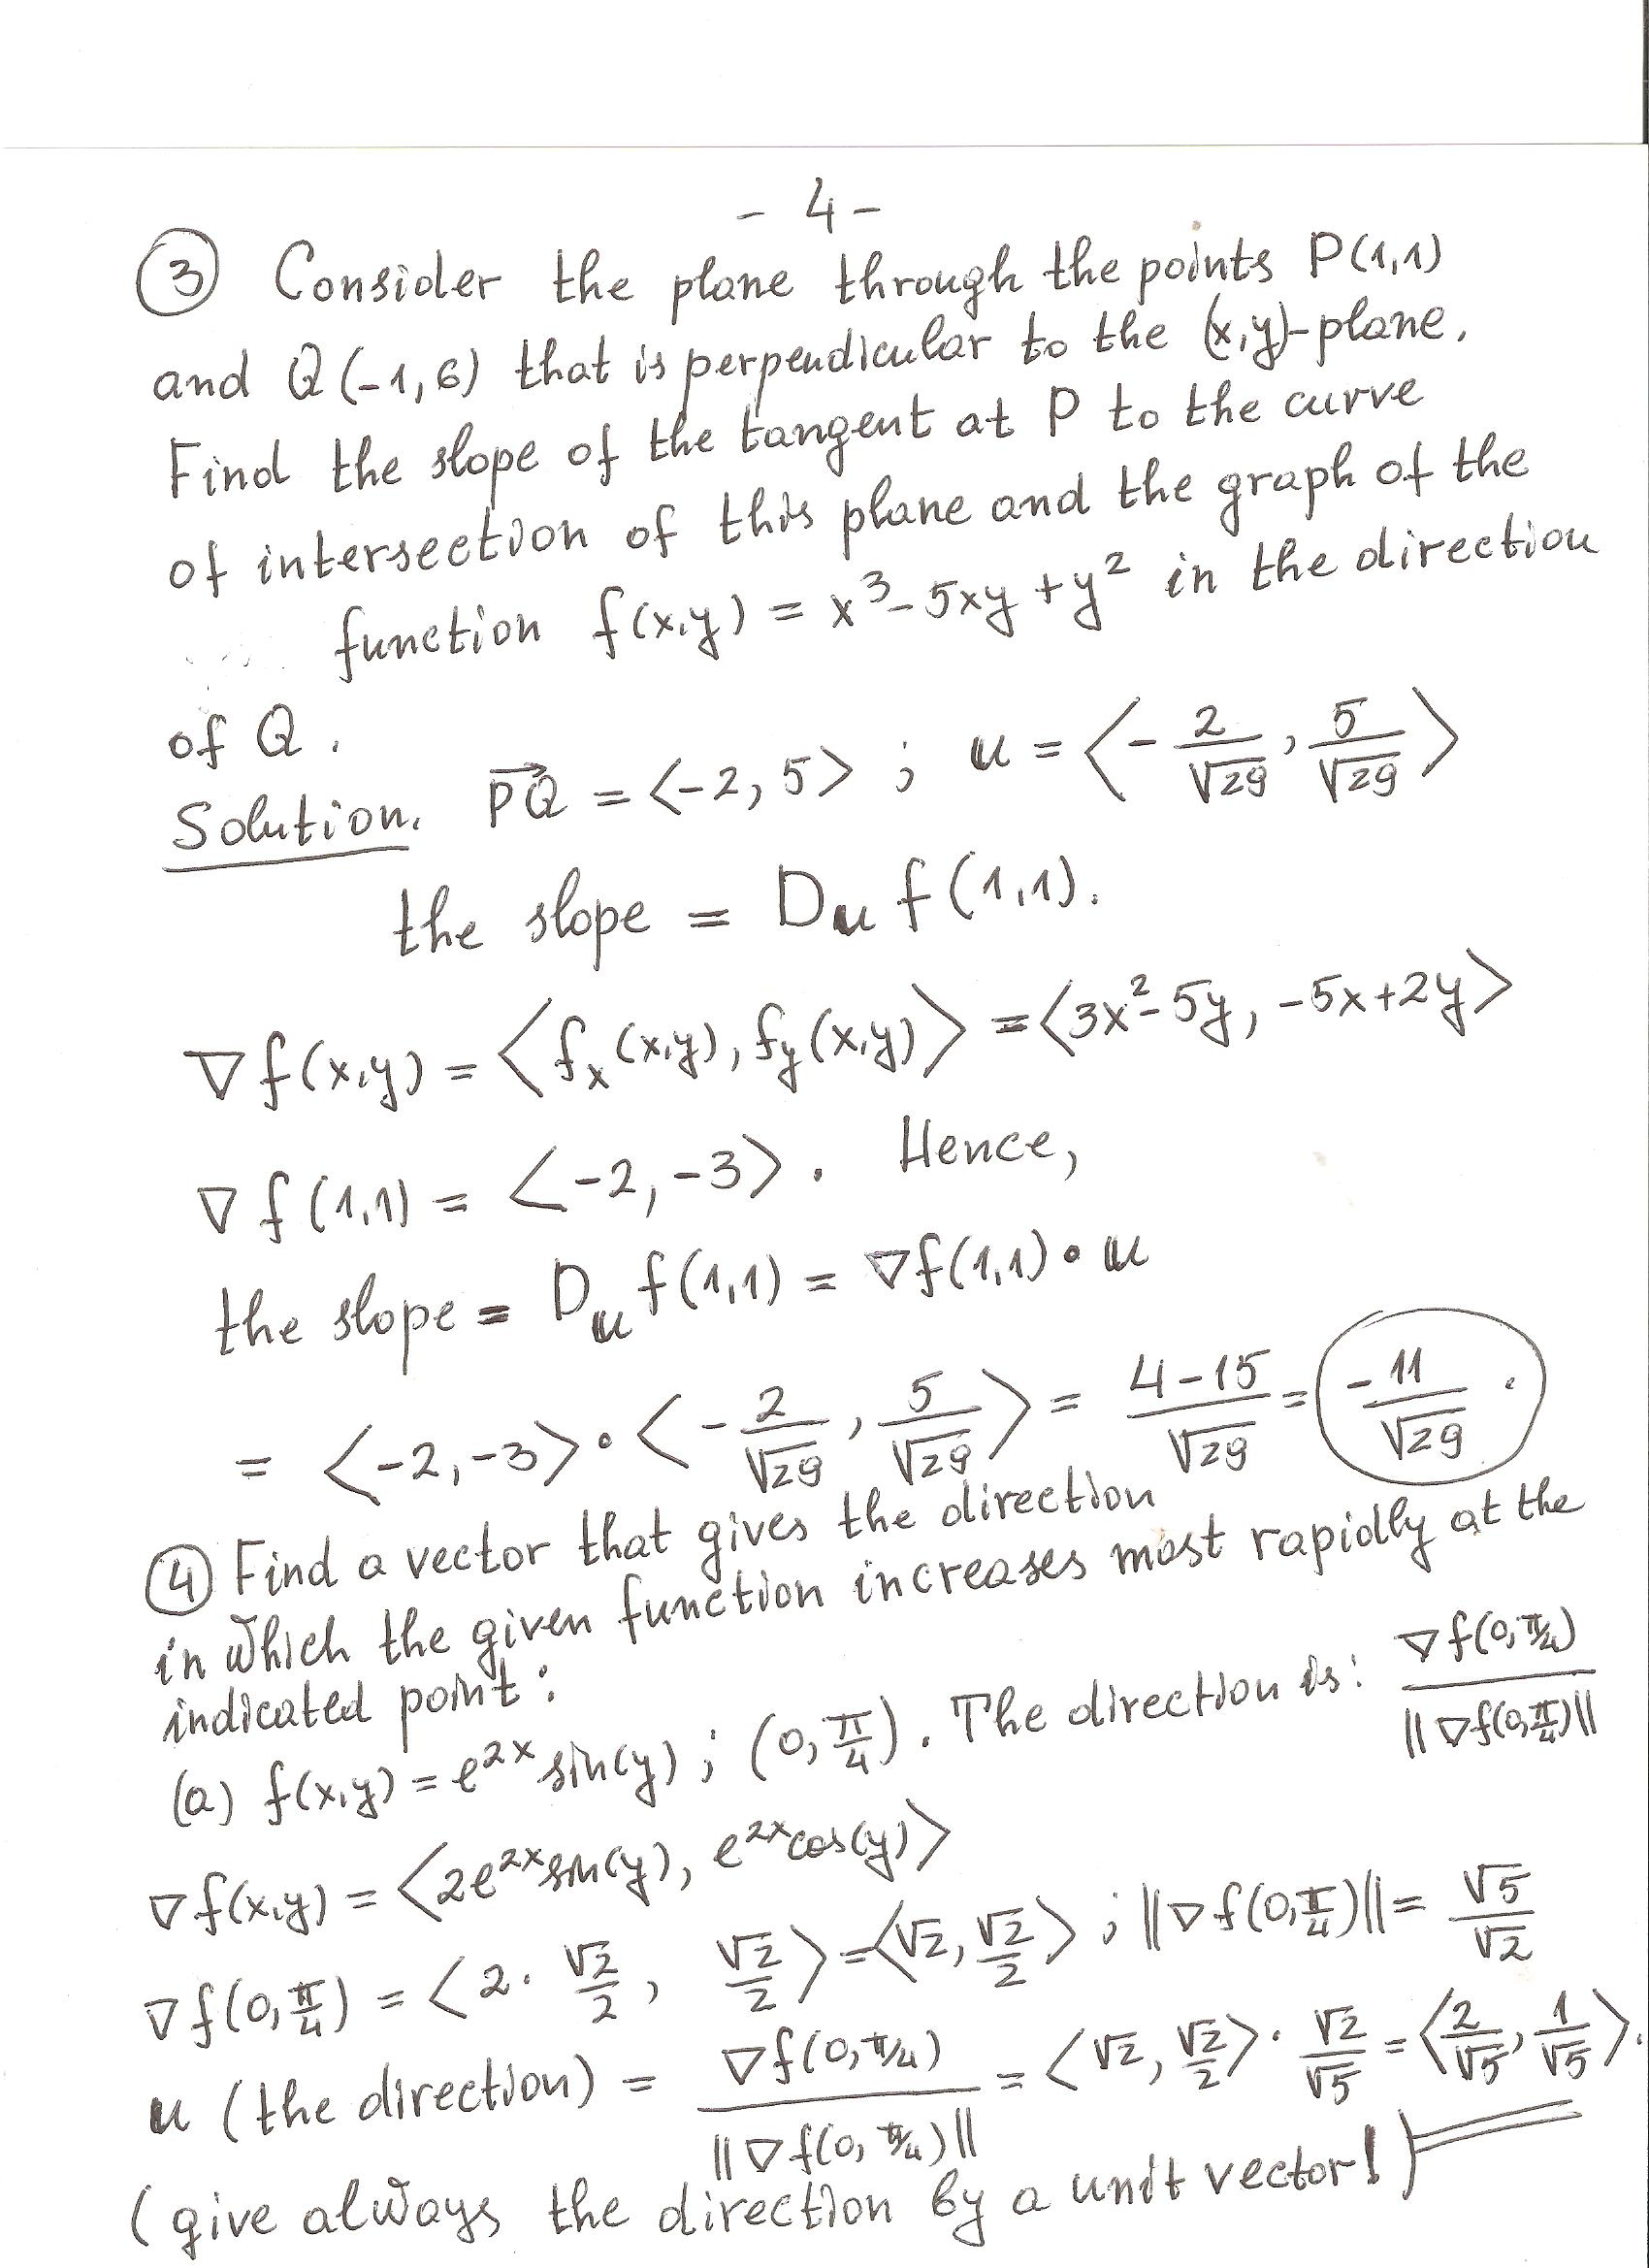 - 4 -
③ Consider the plane through the points P(1,1)
and Q(-1,6) that is perpendicular to the (x,y)-plane.
Find the slope of the tangent at P to the curve
of intersection of this plane and the graph of the
function f(x,y) = x³ - 5xy + y² in the direction
of Q.
Solution. PQ⃗ = <-2, 5> ; u = <-2/√29, 5/√29>
the slope = D_u f(1,1).
∇f(x,y) = <f_x(x,y), f_y(x,y)> = <3x² - 5y, -5x+2y>
∇f(1,1) = <-2, -3>. Hence,
the slope = D_u f(1,1) = ∇f(1,1) • u
= <-2,-3> • <-2/√29, 5/√29> = (4-15)/√29 = -11/√29 .
④ Find a vector that gives the direction
in which the given function increases most rapidly at the
indicated point:
(a) f(x,y) = e^{2x} sin(y) ; (0, π/4). The direction is: ∇f(0,π/4)/||∇f(0,π/4)||
∇f(x,y) = <2e^{2x} sin(y), e^{2x} cos(y)>
∇f(0,π/4) = <2·√2/2, √2/2> = <√2, √2/2> ; ||∇f(0,π/4)|| = √5/√2
u (the direction) = ∇f(0,π/4)/||∇f(0,π/4)|| = <√2, √2/2>·√2/√5 = <2/√5, 1/√5>.
(give always the direction by a unit vector!)